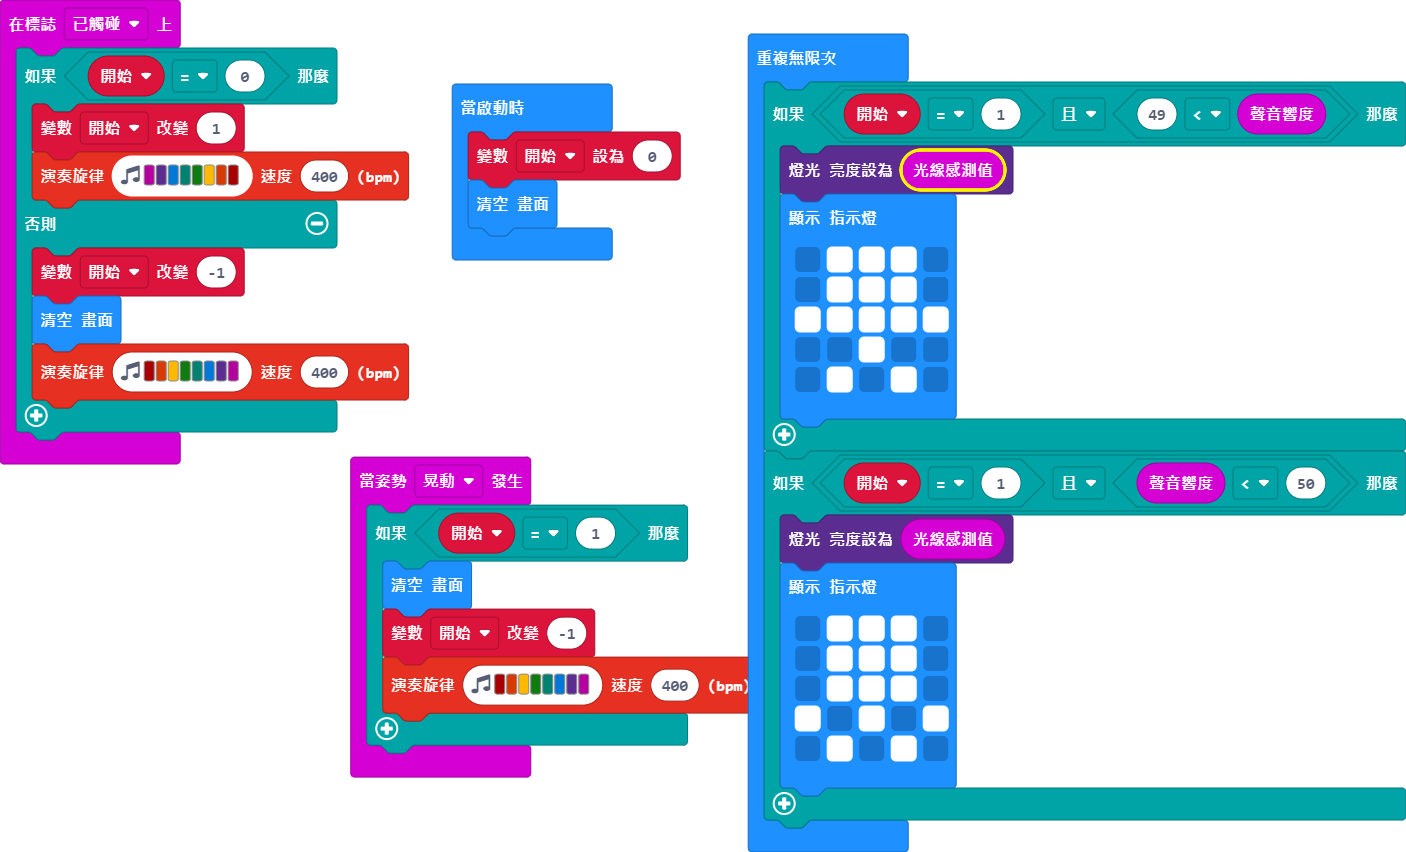 在標誌 已觸碰 上
如果 開始 = 0 那麼
變數 開始 改變 1
演奏旋律 速度 400 (bpm)
否則
變數 開始 改變 -1
清空 畫面
演奏旋律 速度 400 (bpm)
當啟動時
變數 開始 設為 0
清空 畫面
當姿勢 晃動 發生
如果 開始 = 1 那麼
清空 畫面
變數 開始 改變 -1
演奏旋律 速度 400 (bpm)
重複無限次
如果 開始 = 1 且 49 < 聲音響度 那麼
燈光 亮度設為 光線感測值
顯示 指示燈
如果 開始 = 1 且 聲音響度 < 50 那麼
燈光 亮度設為 光線感測值
顯示 指示燈